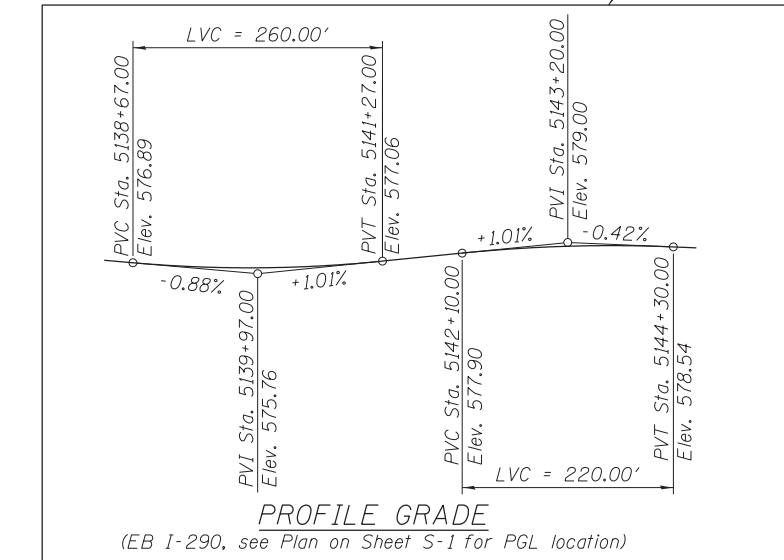 LVC = 260.00'
PVC Sta. 5138+67.00
Elev. 576.89
PVT Sta. 5141+27.00
Elev. 577.06
PVI Sta. 5143+20.00
Elev. 579.00
-0.88%
+1.01%
+1.01%
-0.42%
PVI Sta. 5139+97.00
Elev. 575.76
PVC Sta. 5142+10.00
Elev. 577.90
PVT Sta. 5144+30.00
Elev. 578.54
LVC = 220.00'
PROFILE GRADE
(EB I-290, see Plan on Sheet S-1 for PGL location)